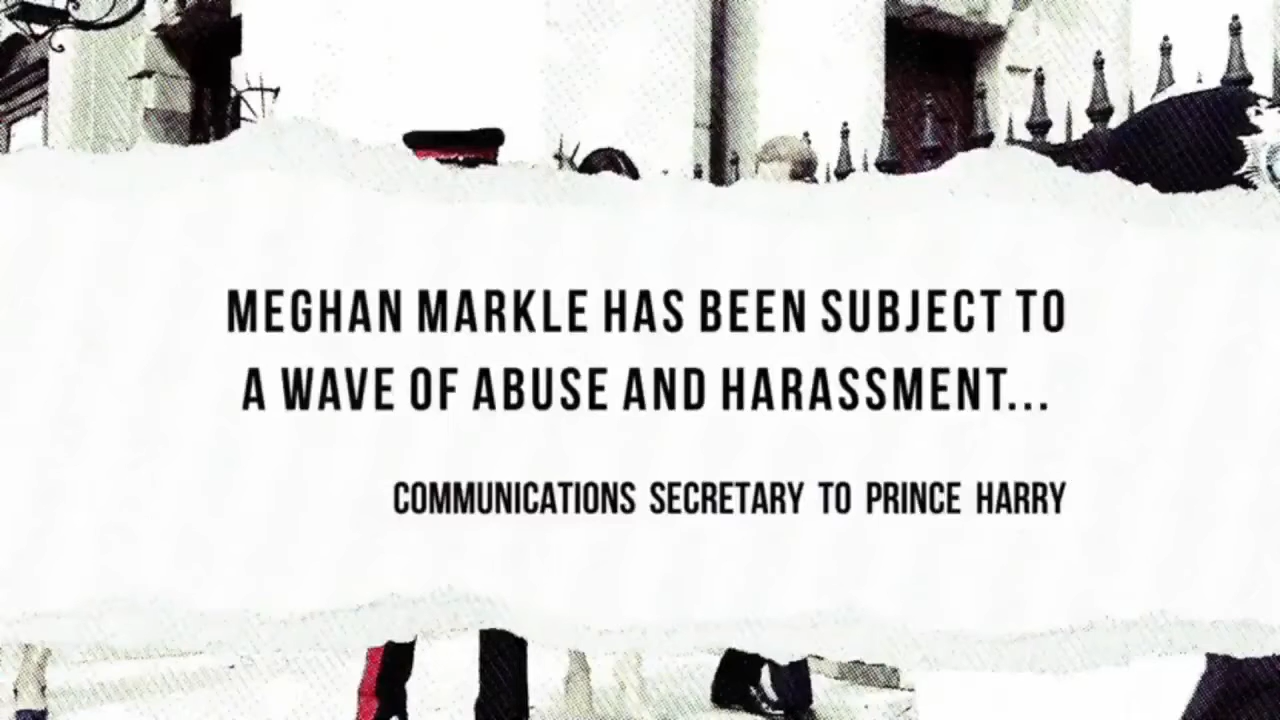 MEGHAN MARKLE HAS BEEN SUBJECT TO
A WAVE OF ABUSE AND HARASSMENT...
COMMUNICATIONS SECRETARY TO PRINCE HARRY